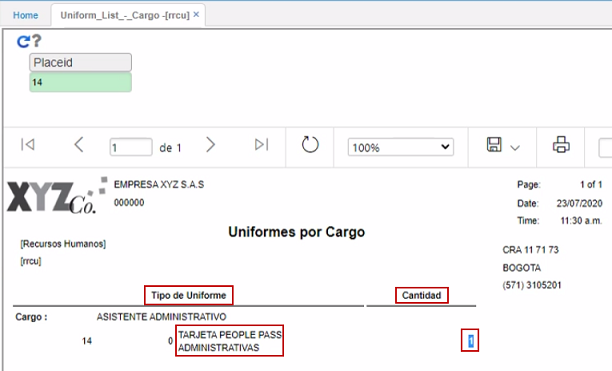 Home Uniform_List_-_Cargo -[rrcu] ×
?
Placeid
14
1 de 1 100%
XYZ Co. EMPRESA XYZ S.A.S
000000
Page: 1 of 1
Date: 23/07/2020
Time: 11:30 a.m.
Uniformes por Cargo
[Recursos Humanos]
[rrcu]
CRA 11 71 73
BOGOTA
(571) 3105201
Tipo de Uniforme Cantidad
Cargo : ASISTENTE ADMINISTRATIVO
14 0 TARJETA PEOPLE PASS 1
ADMINISTRATIVAS